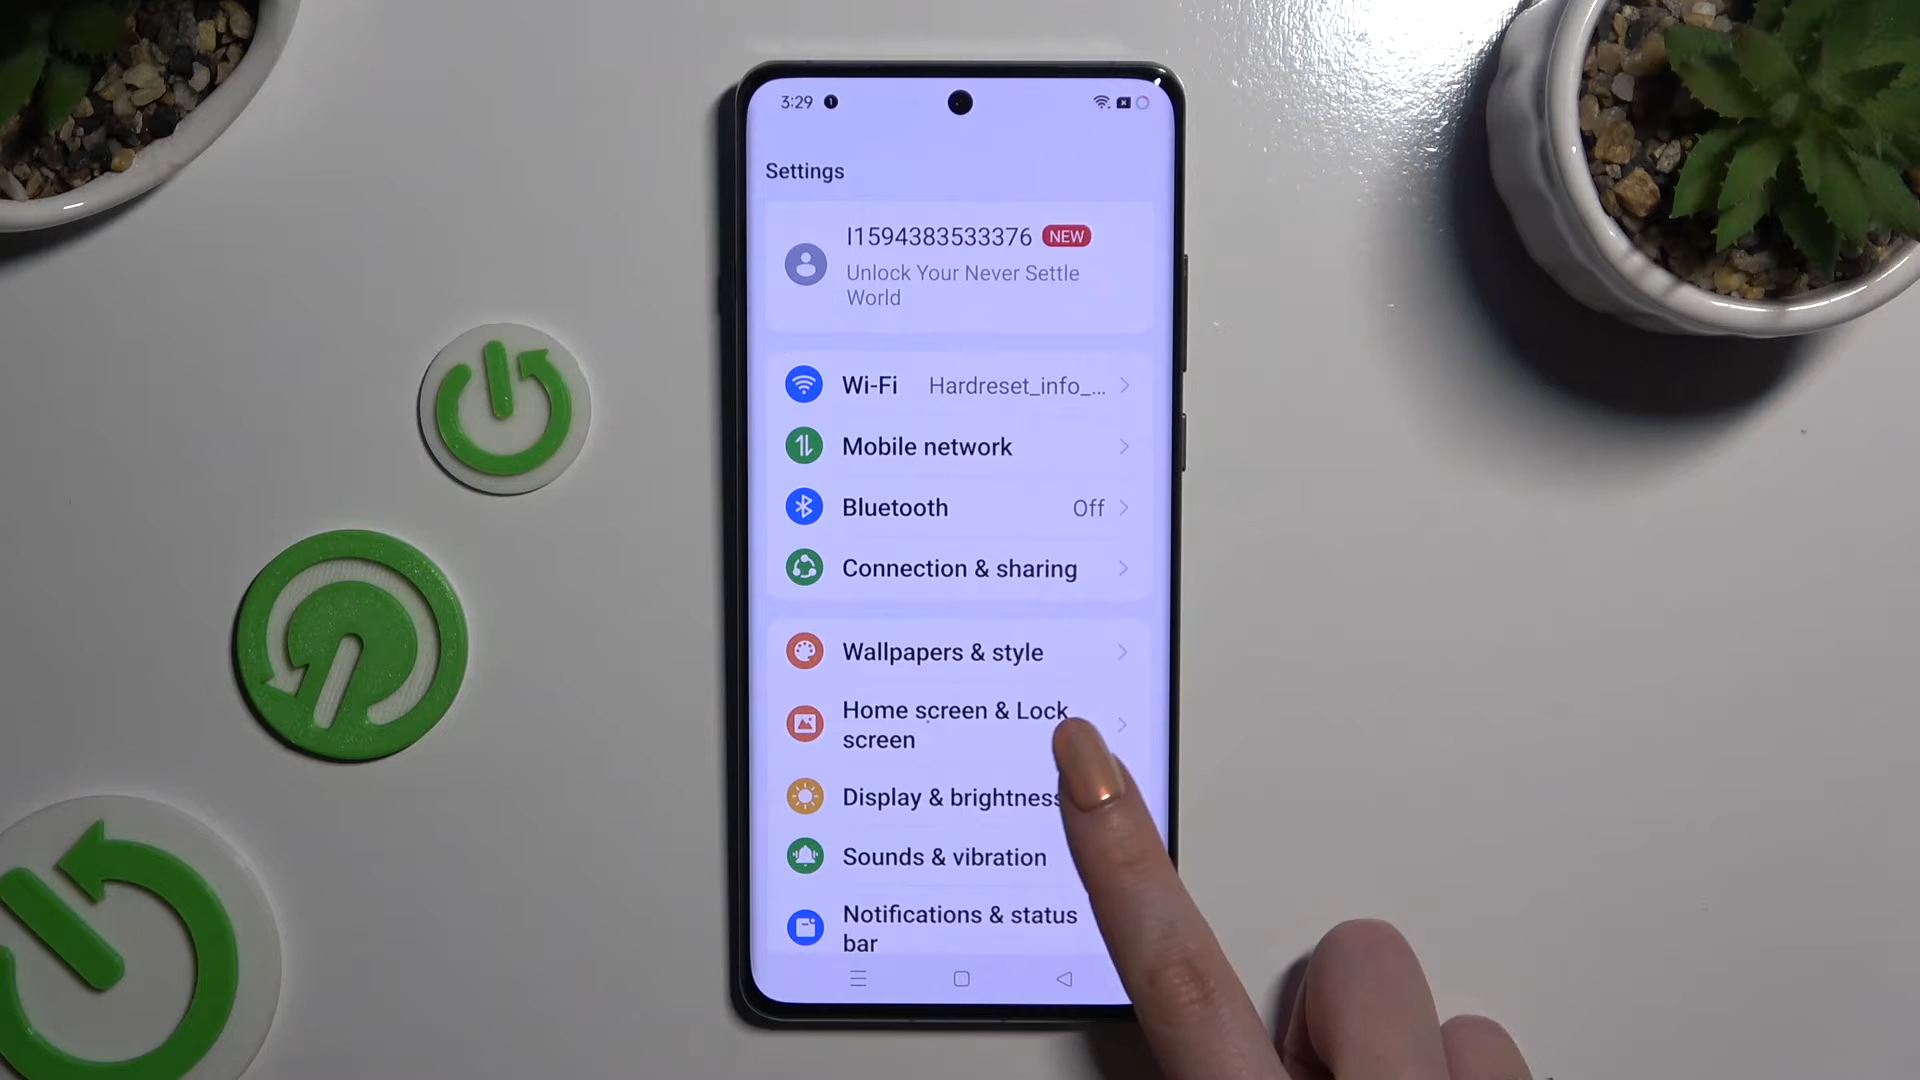 3:29
Settings
I1594383533376 NEW
Unlock Your Never Settle
World
Wi-Fi Hardreset_info_...
Mobile network
Bluetooth Off
Connection & sharing
Wallpapers & style
Home screen & Lock
screen
Display & brightness
Sounds & vibration
Notifications & status
bar